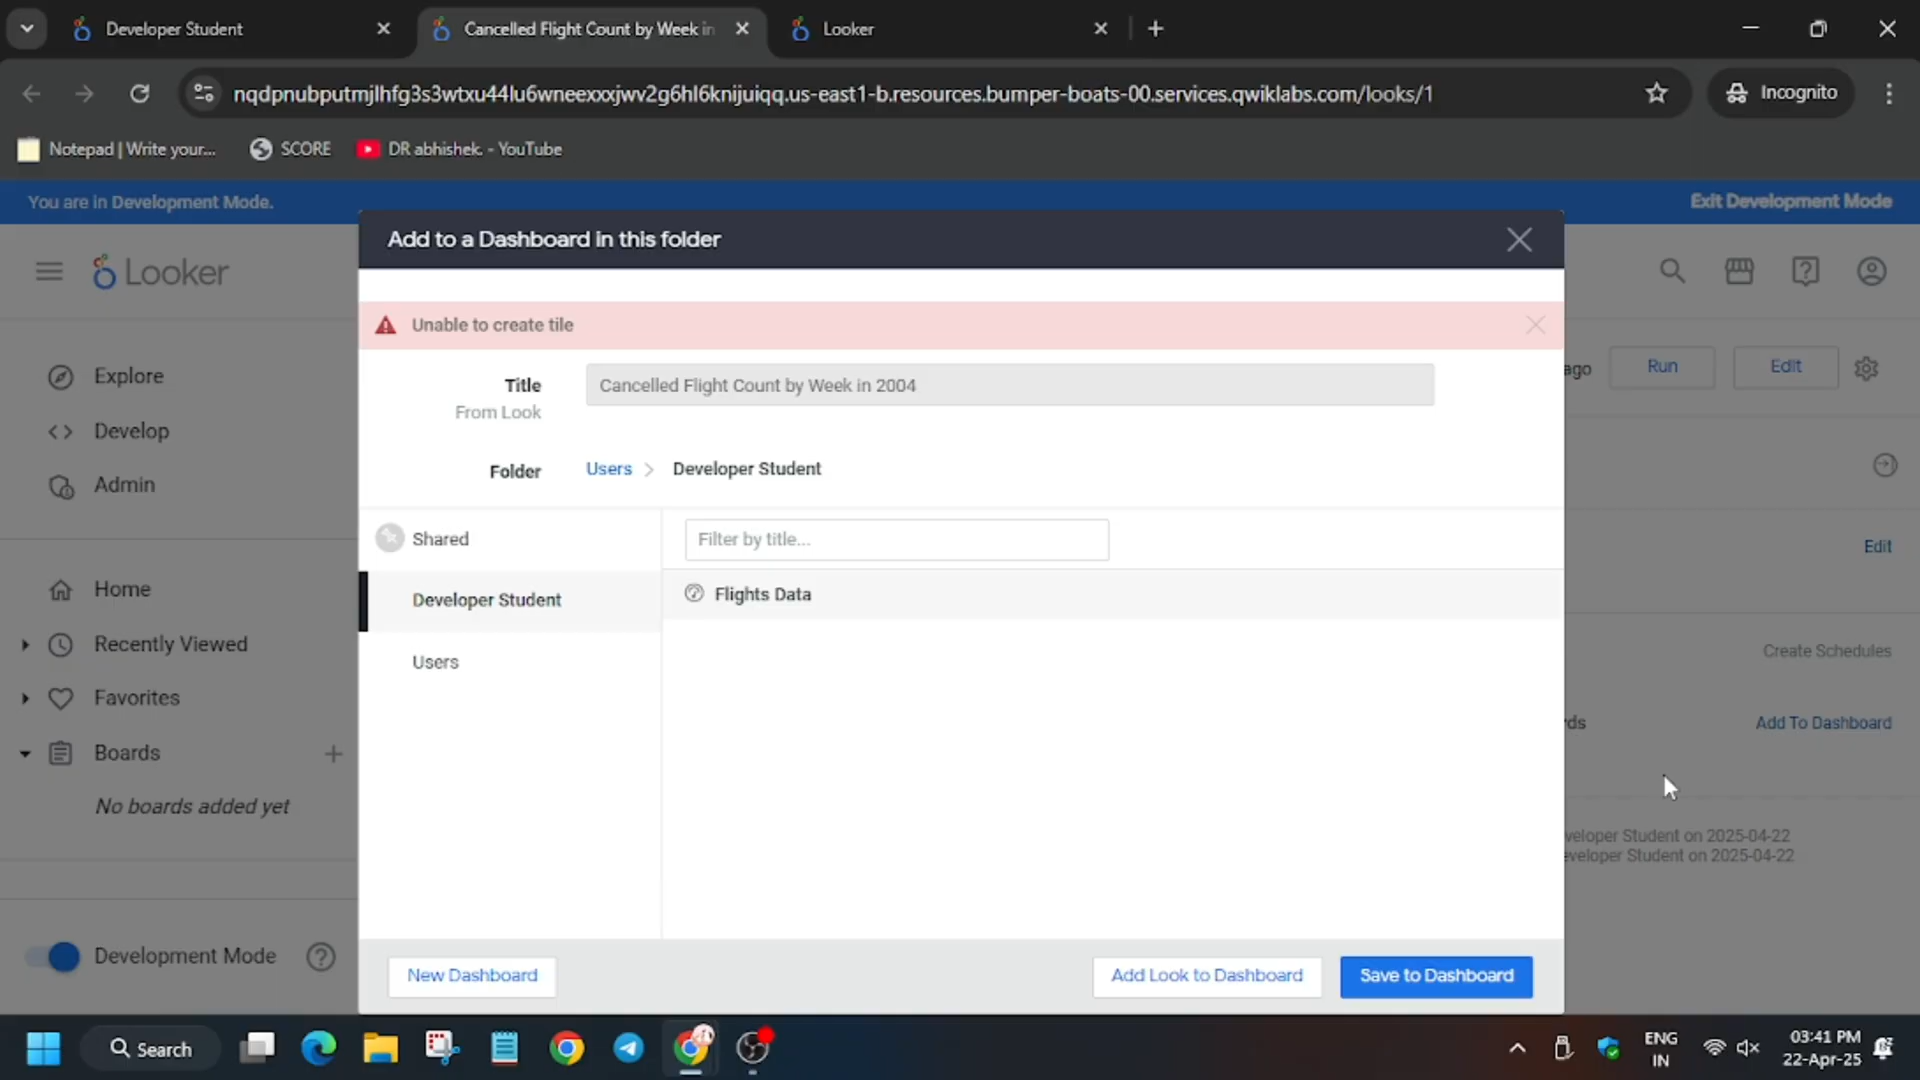 Developer Student
Cancelled Flight Count by Week in
Looker
nqdpnubputmjlhfg3s3wtxu44lu6wneexxxjwv2g6hl6knijuiqq.us-east1-b.resources.bumper-boats-00.services.qwiklabs.com/looks/1
Incognito
Notepad | Write your...
SCORE
DR abhishek. - YouTube
You are in Development Mode.
Exit Development Mode
Looker
Add to a Dashboard in this folder
Unable to create tile
Title
From Look
Cancelled Flight Count by Week in 2004
Folder
Users
Developer Student
Shared
Developer Student
Users
Filter by title...
Flights Data
New Dashboard
Add Look to Dashboard
Save to Dashboard
Explore
Develop
Admin
Home
Recently Viewed
Favorites
Boards
No boards added yet
Development Mode
ago
Run
Edit
Edit
Create Schedules
rds
Add To Dashboard
veloper Student on 2025-04-22
eveloper Student on 2025-04-22
Search
ENG
IN
03:41 PM
22-Apr-25